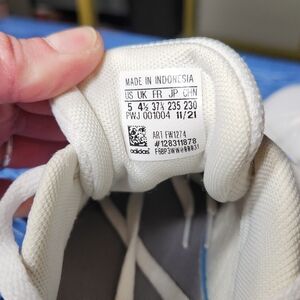 MADE IN INDONESIA
US UK FR JP CHN
5 4½ 37⅓ 235 230
PWJ 001004 11/21
ART FW1274
#128311878
adidas